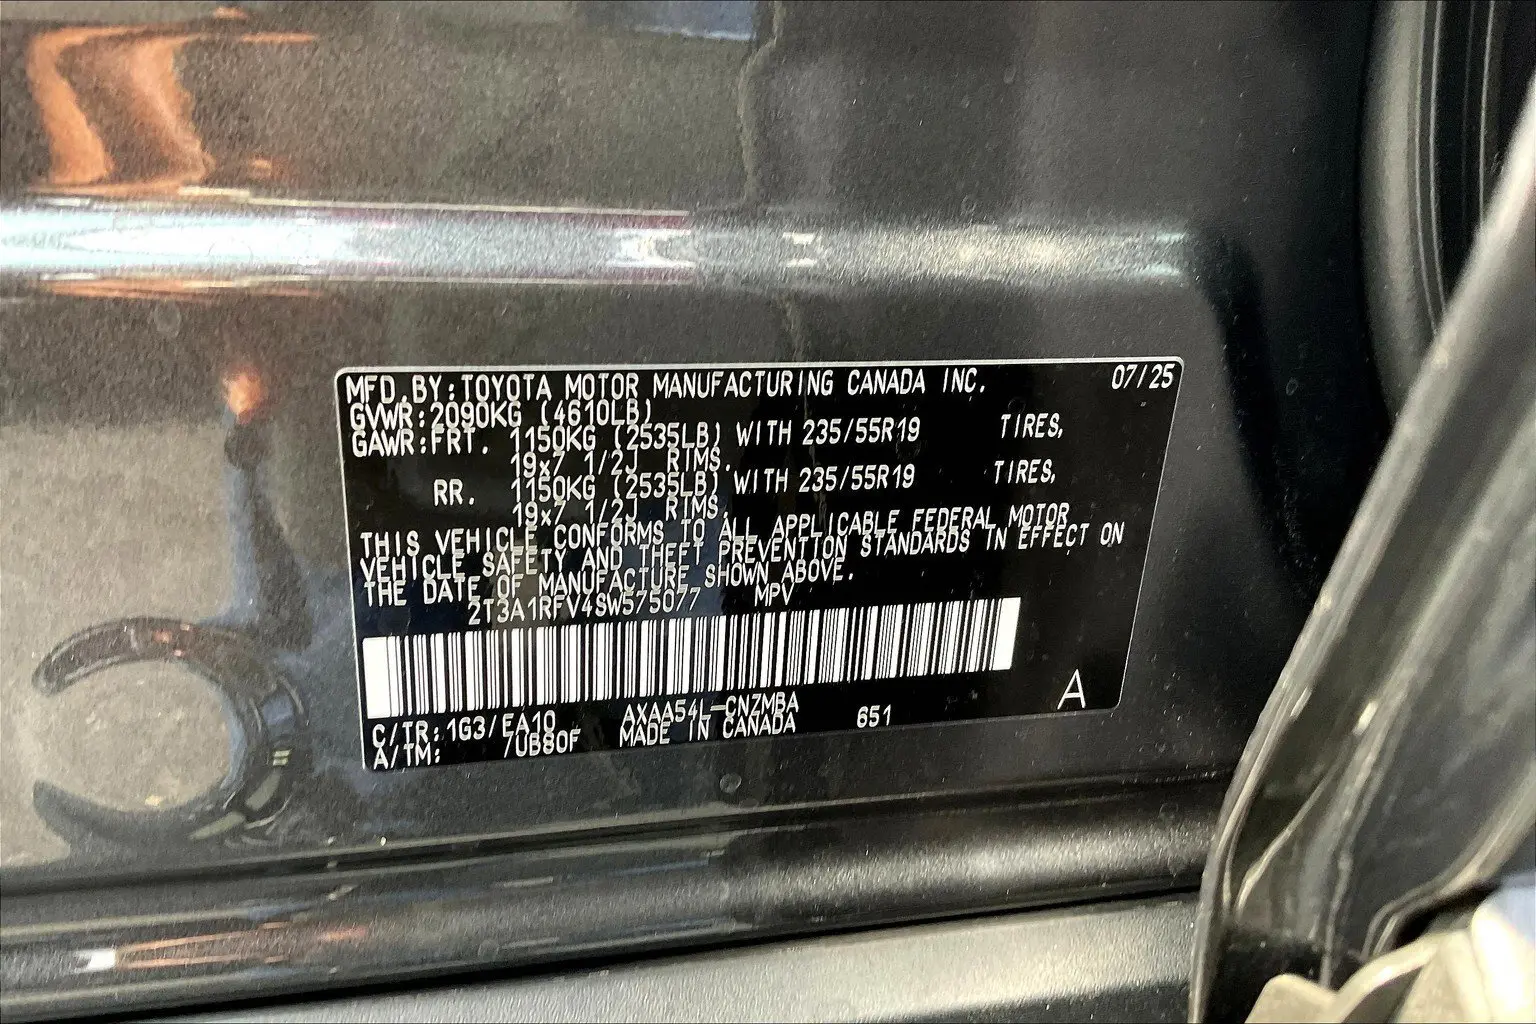 MFD.BY:TOYOTA MOTOR MANUFACTURING CANADA INC. 07/25
GVWR:2090KG (4610LB)
GAWR:FRT. 1150KG (2535LB) WITH 235/55R19 TIRES,
19x7 1/2J RIMS.
RR. 1150KG (2535LB) WITH 235/55R19 TIRES,
19x7 1/2J RIMS.
THIS VEHICLE CONFORMS TO ALL APPLICABLE FEDERAL MOTOR
VEHICLE SAFETY AND THEFT PREVENTION STANDARDS IN EFFECT ON
THE DATE OF MANUFACTURE SHOWN ABOVE.
2T3A1RFV4SW575077 MPV
A
C/TR:1G3/EA10 AXAA54L-CNZMBA 651
A/TM: /UB80F MADE IN CANADA